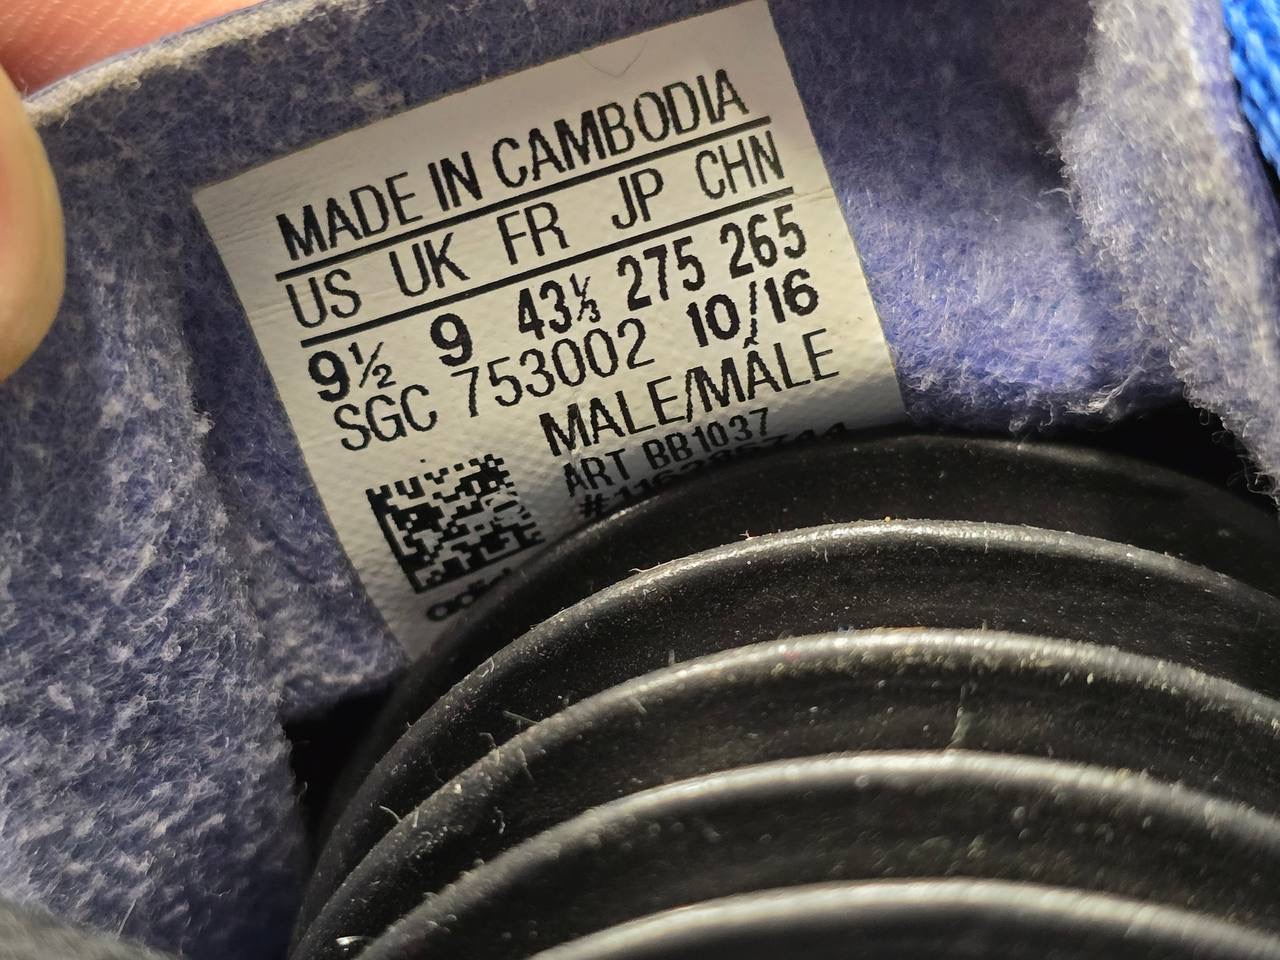 MADE IN CAMBODIA
US UK FR JP CHN
9½ 9 43⅓ 275 265
SGC 753002 10/16
MALE/MÂLE
ART BB1037